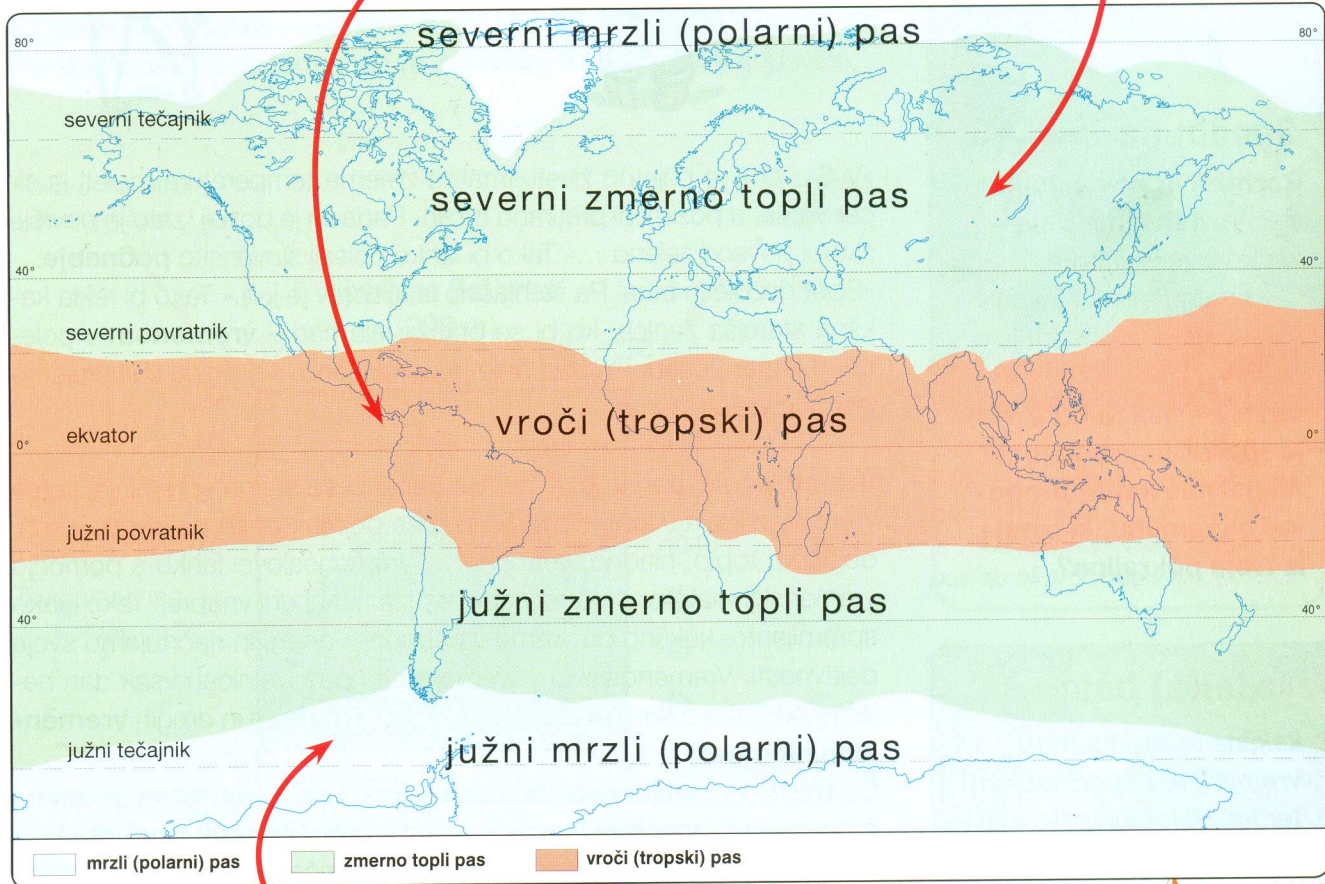 severni mrzli (polarni) pas
80°
80°
severni tečajnik
severni zmerno topli pas
40°
40°
severni povratnik
vroči (tropski) pas
ekvator
0°
0°
južni povratnik
južni zmerno topli pas
40°
40°
južni tečajnik
južni mrzli (polarni) pas
mrzli (polarni) pas
zmerno topli pas
vroči (tropski) pas